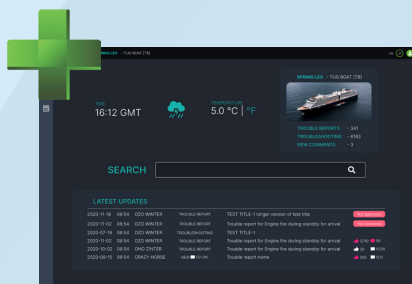 SPRING LEX - TUG BOAT [TB]
EN
SPRING LEX - TUG BOAT [TB]
TIME
16:12 GMT
TEMPERATURE
5.0 °C | °F
TROUBLE REPORTS - 341
TROUBLESHOOTING - 6193
NEW COMMENTS - 3
SEARCH
LATEST UPDATES
2020-11-18 08:54 OZO WINTER TROUBLE REPORT TEST TITLE-1 longer version of test title
2020-11-02 08:54 OZO WINTER TROUBLE REPORT Trouble report for Engine fire during standby for arrival
2020-07-19 08:54 OZO WINTER TROUBLESHOOTING TEST TITLE-1
2020-11-02 08:54 OZO WINTER TROUBLE REPORT Trouble report for Engine fire during standby for arrival
2020-10-02 08:54 ONO ZINTER TROUBLE REPORT Trouble report for Engine fire during standby for arrival
2020-09-15 08:54 CRAZY HORSE NEW Trouble report name